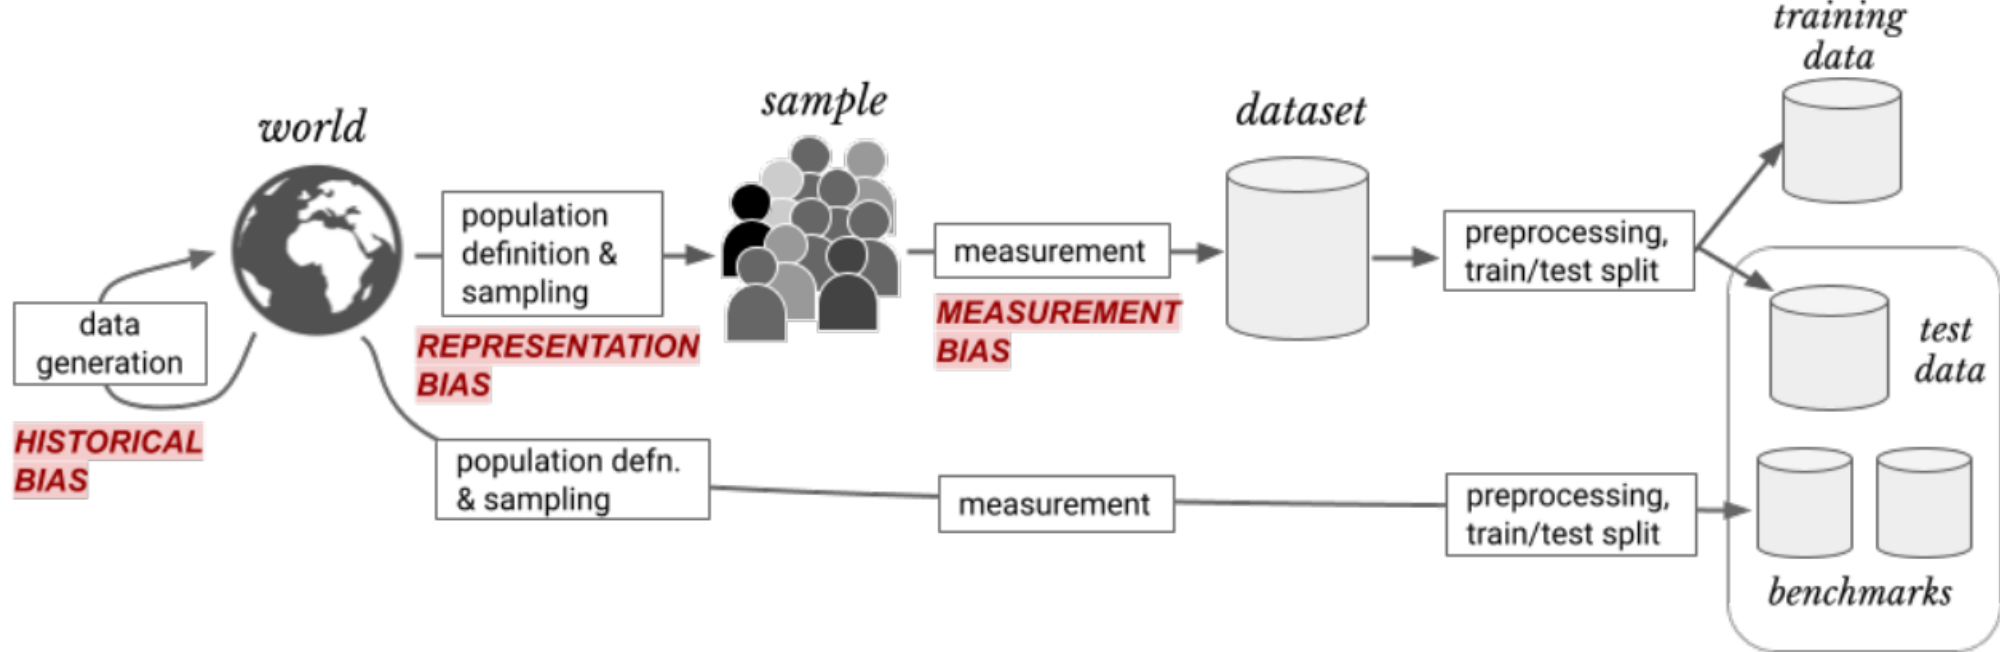 training
data
sample
dataset
world
population
definition &
sampling
measurement
preprocessing,
train/test split
data
generation
REPRESENTATION
BIAS
MEASUREMENT
BIAS
test
data
HISTORICAL
BIAS
population defn.
& sampling
measurement
preprocessing,
train/test split
benchmarks